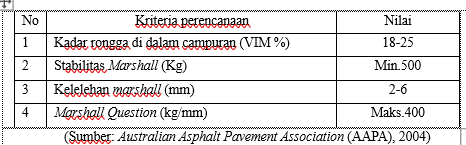 No Kriteria perencanaan Nilai
1 Kadar rongga di dalam campuran (VIM %) 18-25
2 Stabilitas Marshall (Kg) Min.500
3 Kelelehan marshall (mm) 2-6
4 Marshall Question (kg/mm) Maks.400
(Sumber: Australian Asphalt Pavement Association (AAPA), 2004)